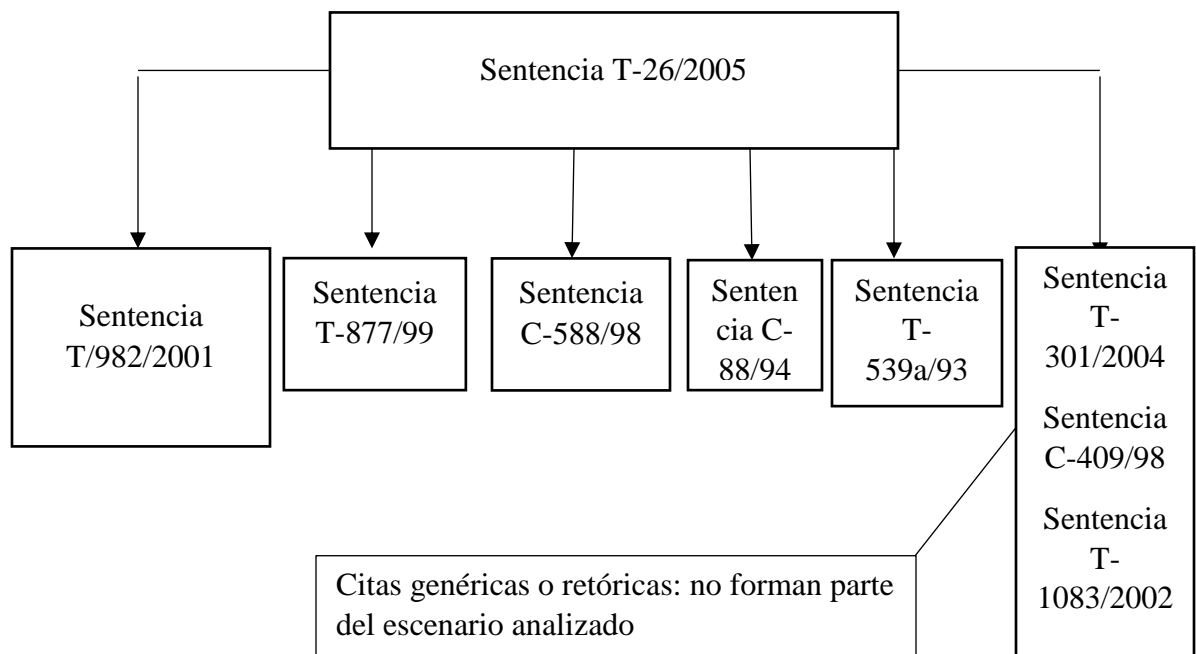 Sentencia T-26/2005
Sentencia
T/982/2001
Sentencia
T-877/99
Sentencia
C-588/98
Senten
cia C-
88/94
Sentencia
T-
539a/93
Sentencia
T-
301/2004
Sentencia
C-409/98
Sentencia
T-
1083/2002
Citas genéricas o retóricas: no forman parte
del escenario analizado